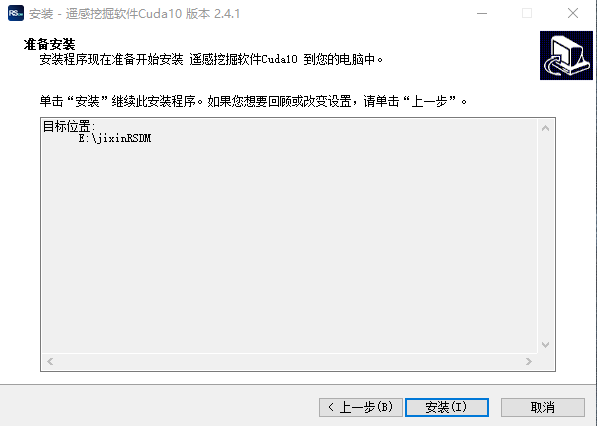 安装 - 遥感挖掘软件Cuda10 版本 2.4.1
准备安装
安装程序现在准备开始安装 遥感挖掘软件Cuda10 到您的电脑中。
单击“安装”继续此安装程序。如果您想要回顾或改变设置，请单击“上一步”。
目标位置:
E:\jixinRSDM
< 上一步(B)
安装(I)
取消